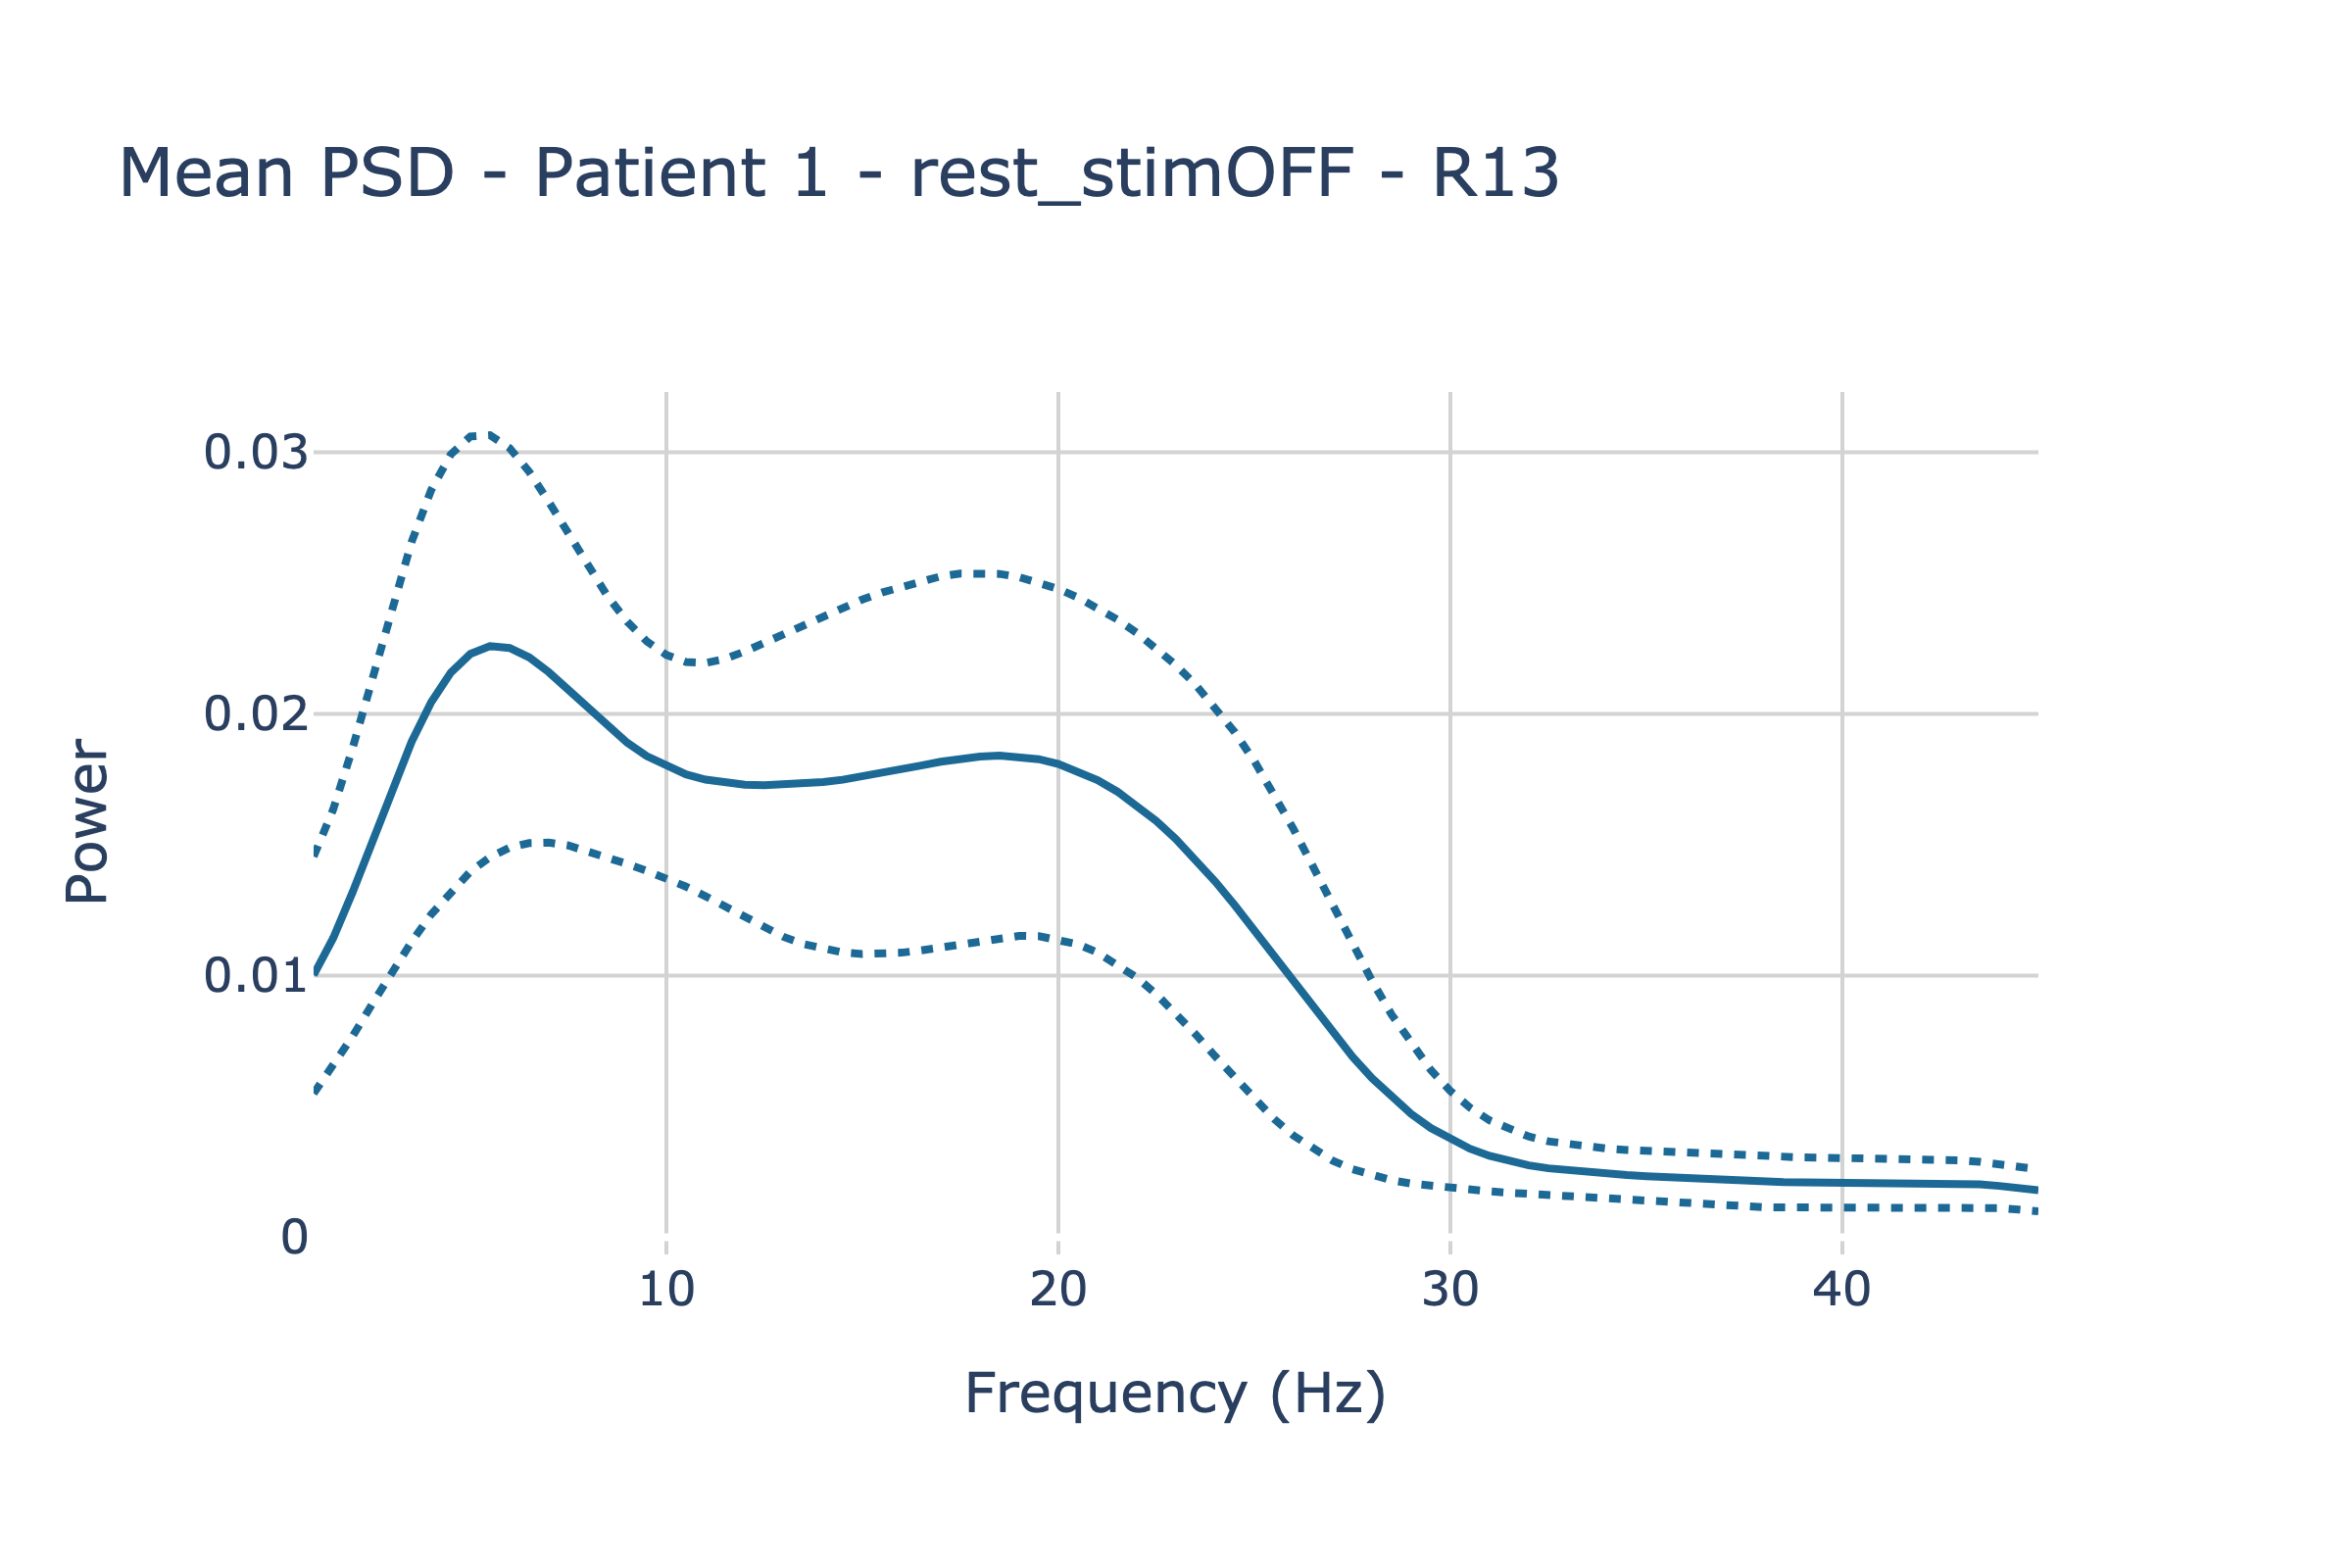 Mean PSD - Patient 1 - rest_stimOFF - R13
0.03
0.02
0.01
0
Power
10 20 30 40
Frequency (Hz)